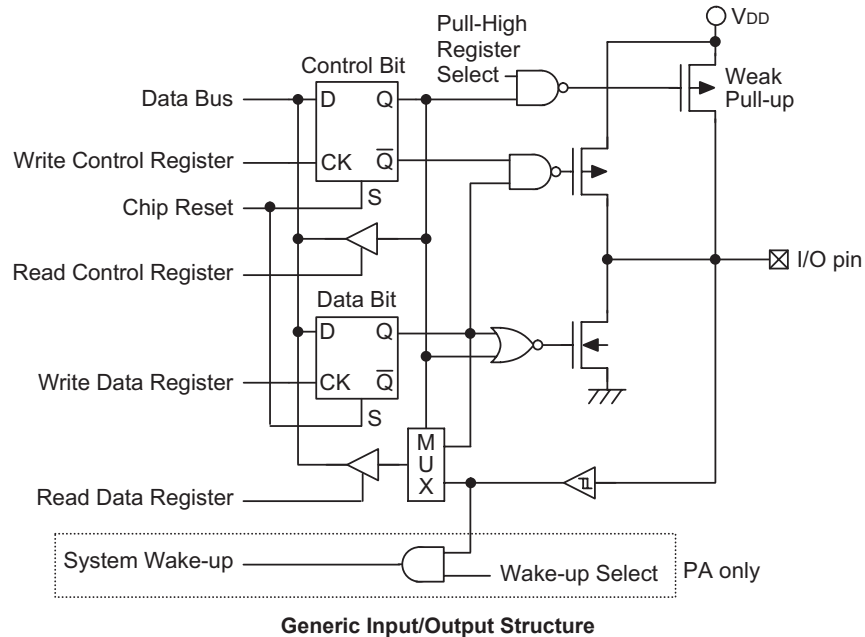 VDD
Pull-High
Register
Select
Control Bit
Weak
Pull-up
Data Bus
D
Q
Write Control Register
CK
Q̅
S
Chip Reset
I/O pin
Read Control Register
Data Bit
D
Q
Write Data Register
CK
Q̅
S
M
U
X
Read Data Register
System Wake-up
Wake-up Select
PA only
Generic Input/Output Structure